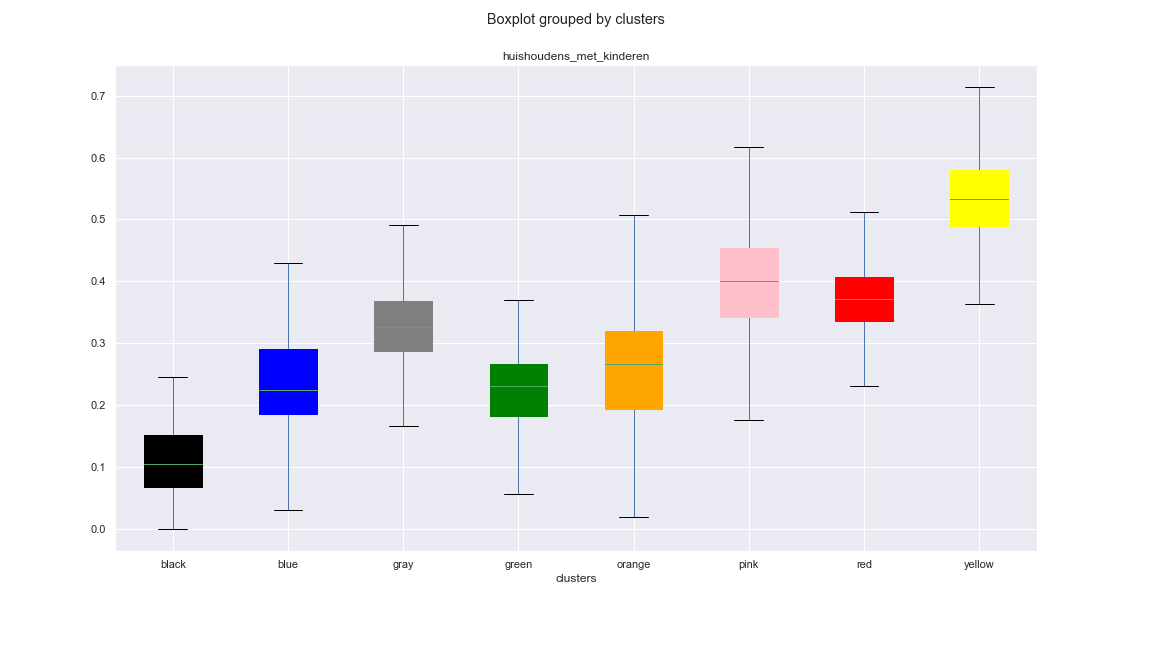 Boxplot grouped by clusters
huishoudens_met_kinderen
0.7
0.6
0.5
0.4
0.3
0.2
0.1
0.0
black blue gray green orange pink red yellow
clusters